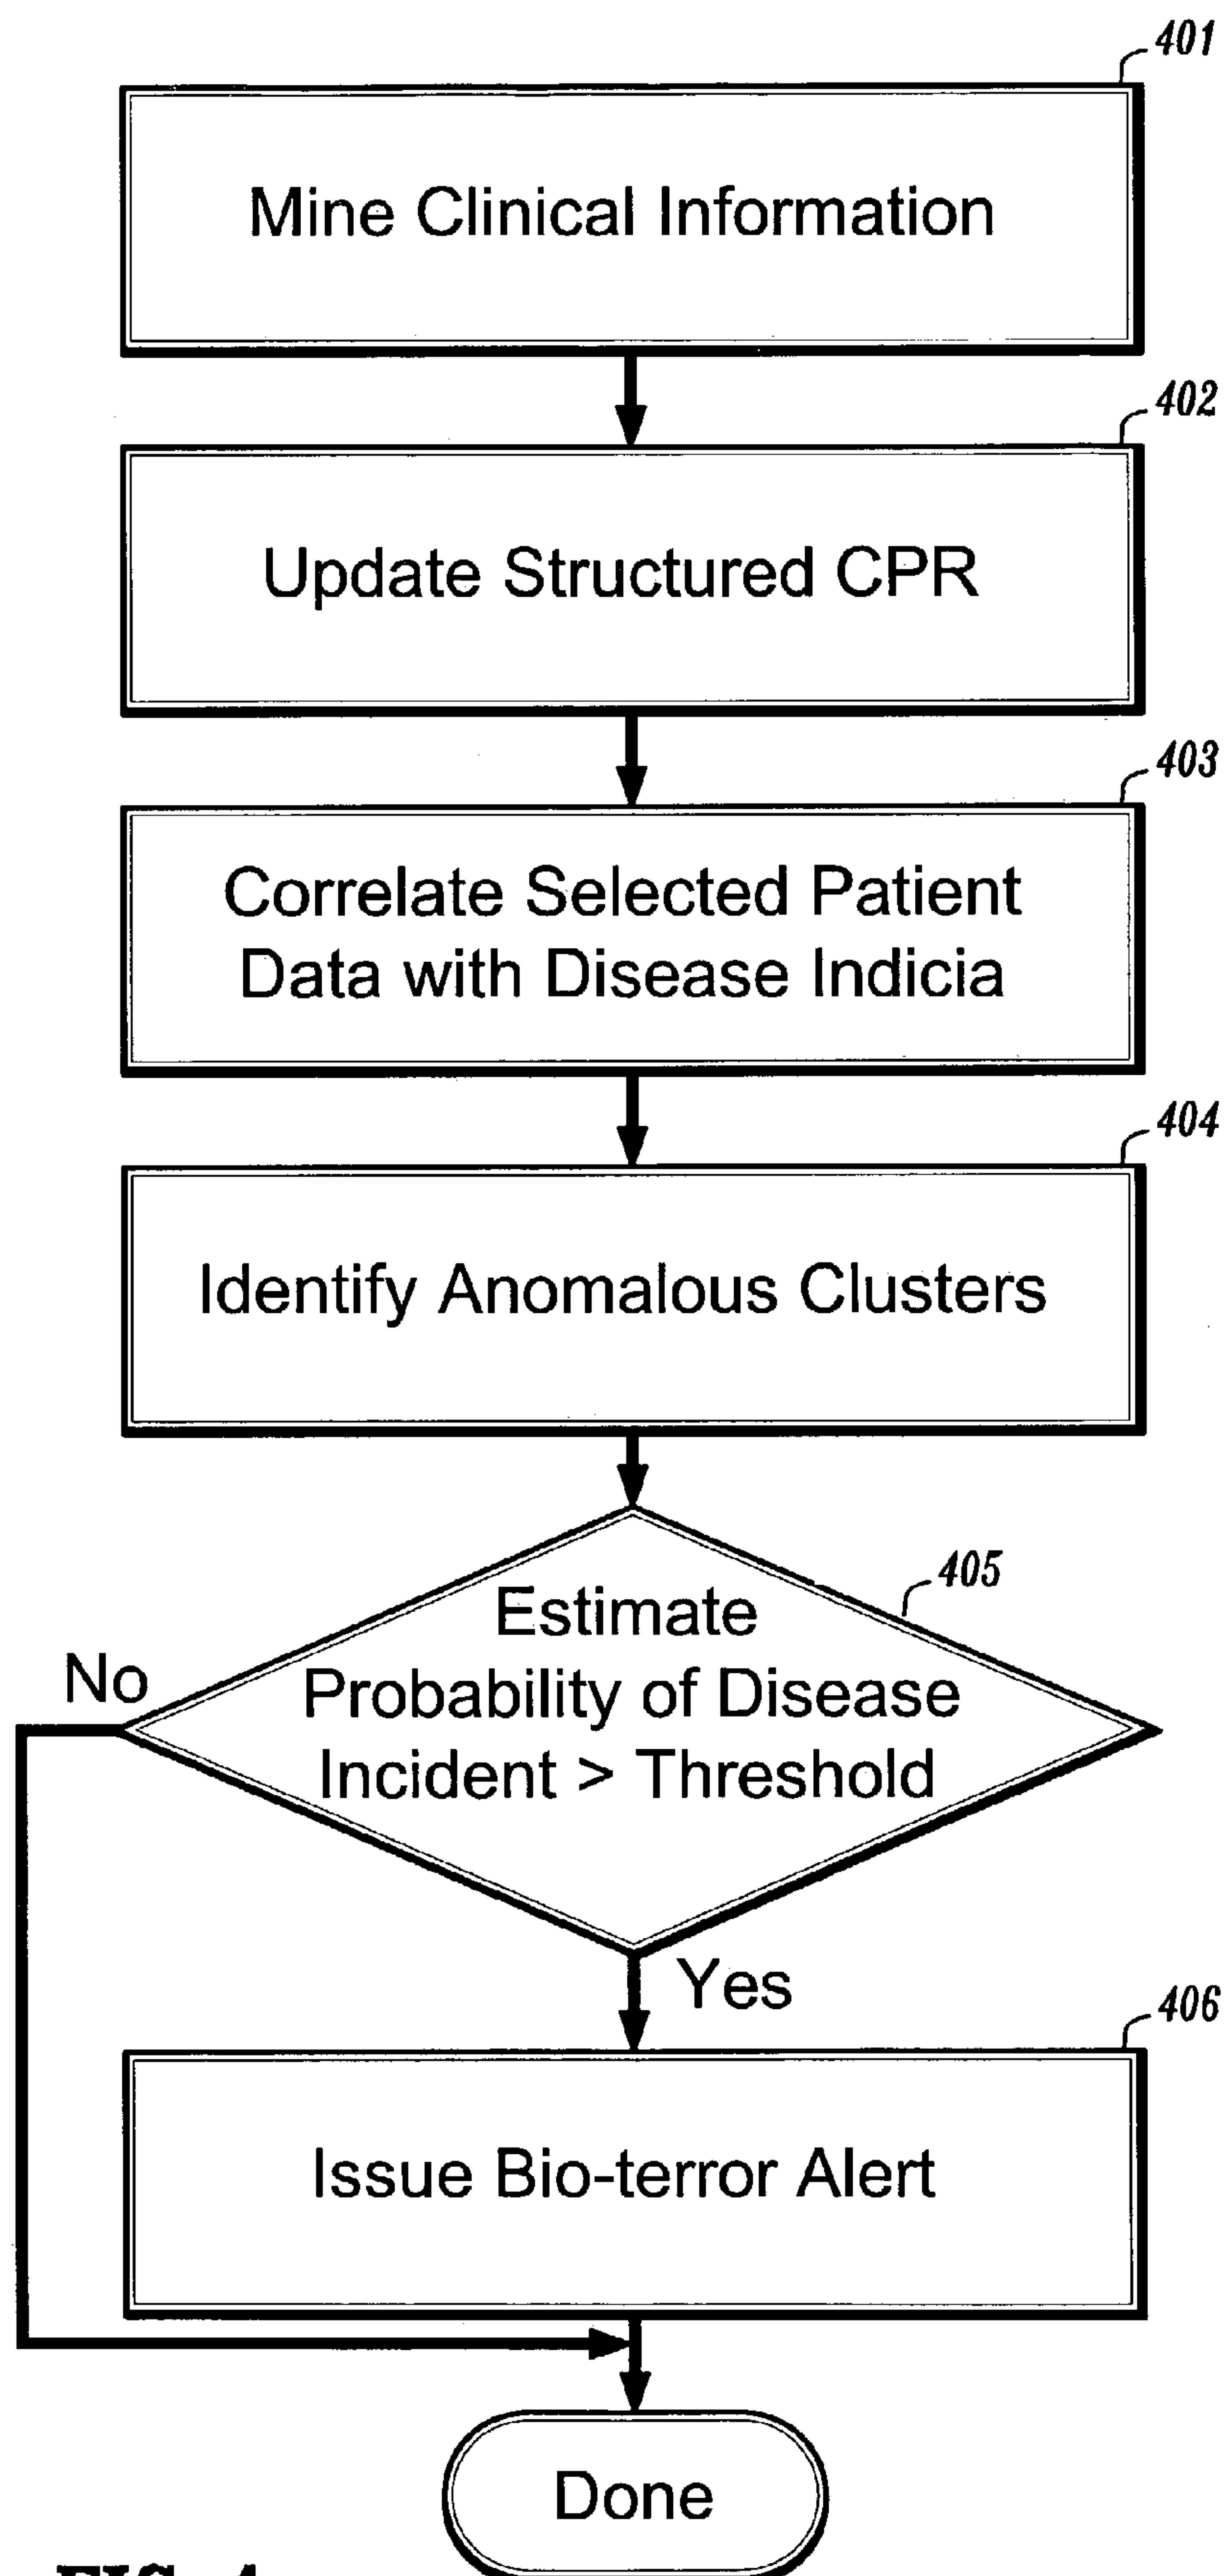 401
Mine Clinical Information
402
Update Structured CPR
403
Correlate Selected Patient
Data with Disease Indicia
404
Identify Anomalous Clusters
405
Estimate
Probability of Disease
Incident > Threshold
No
Yes
406
Issue Bio-terror Alert
Done